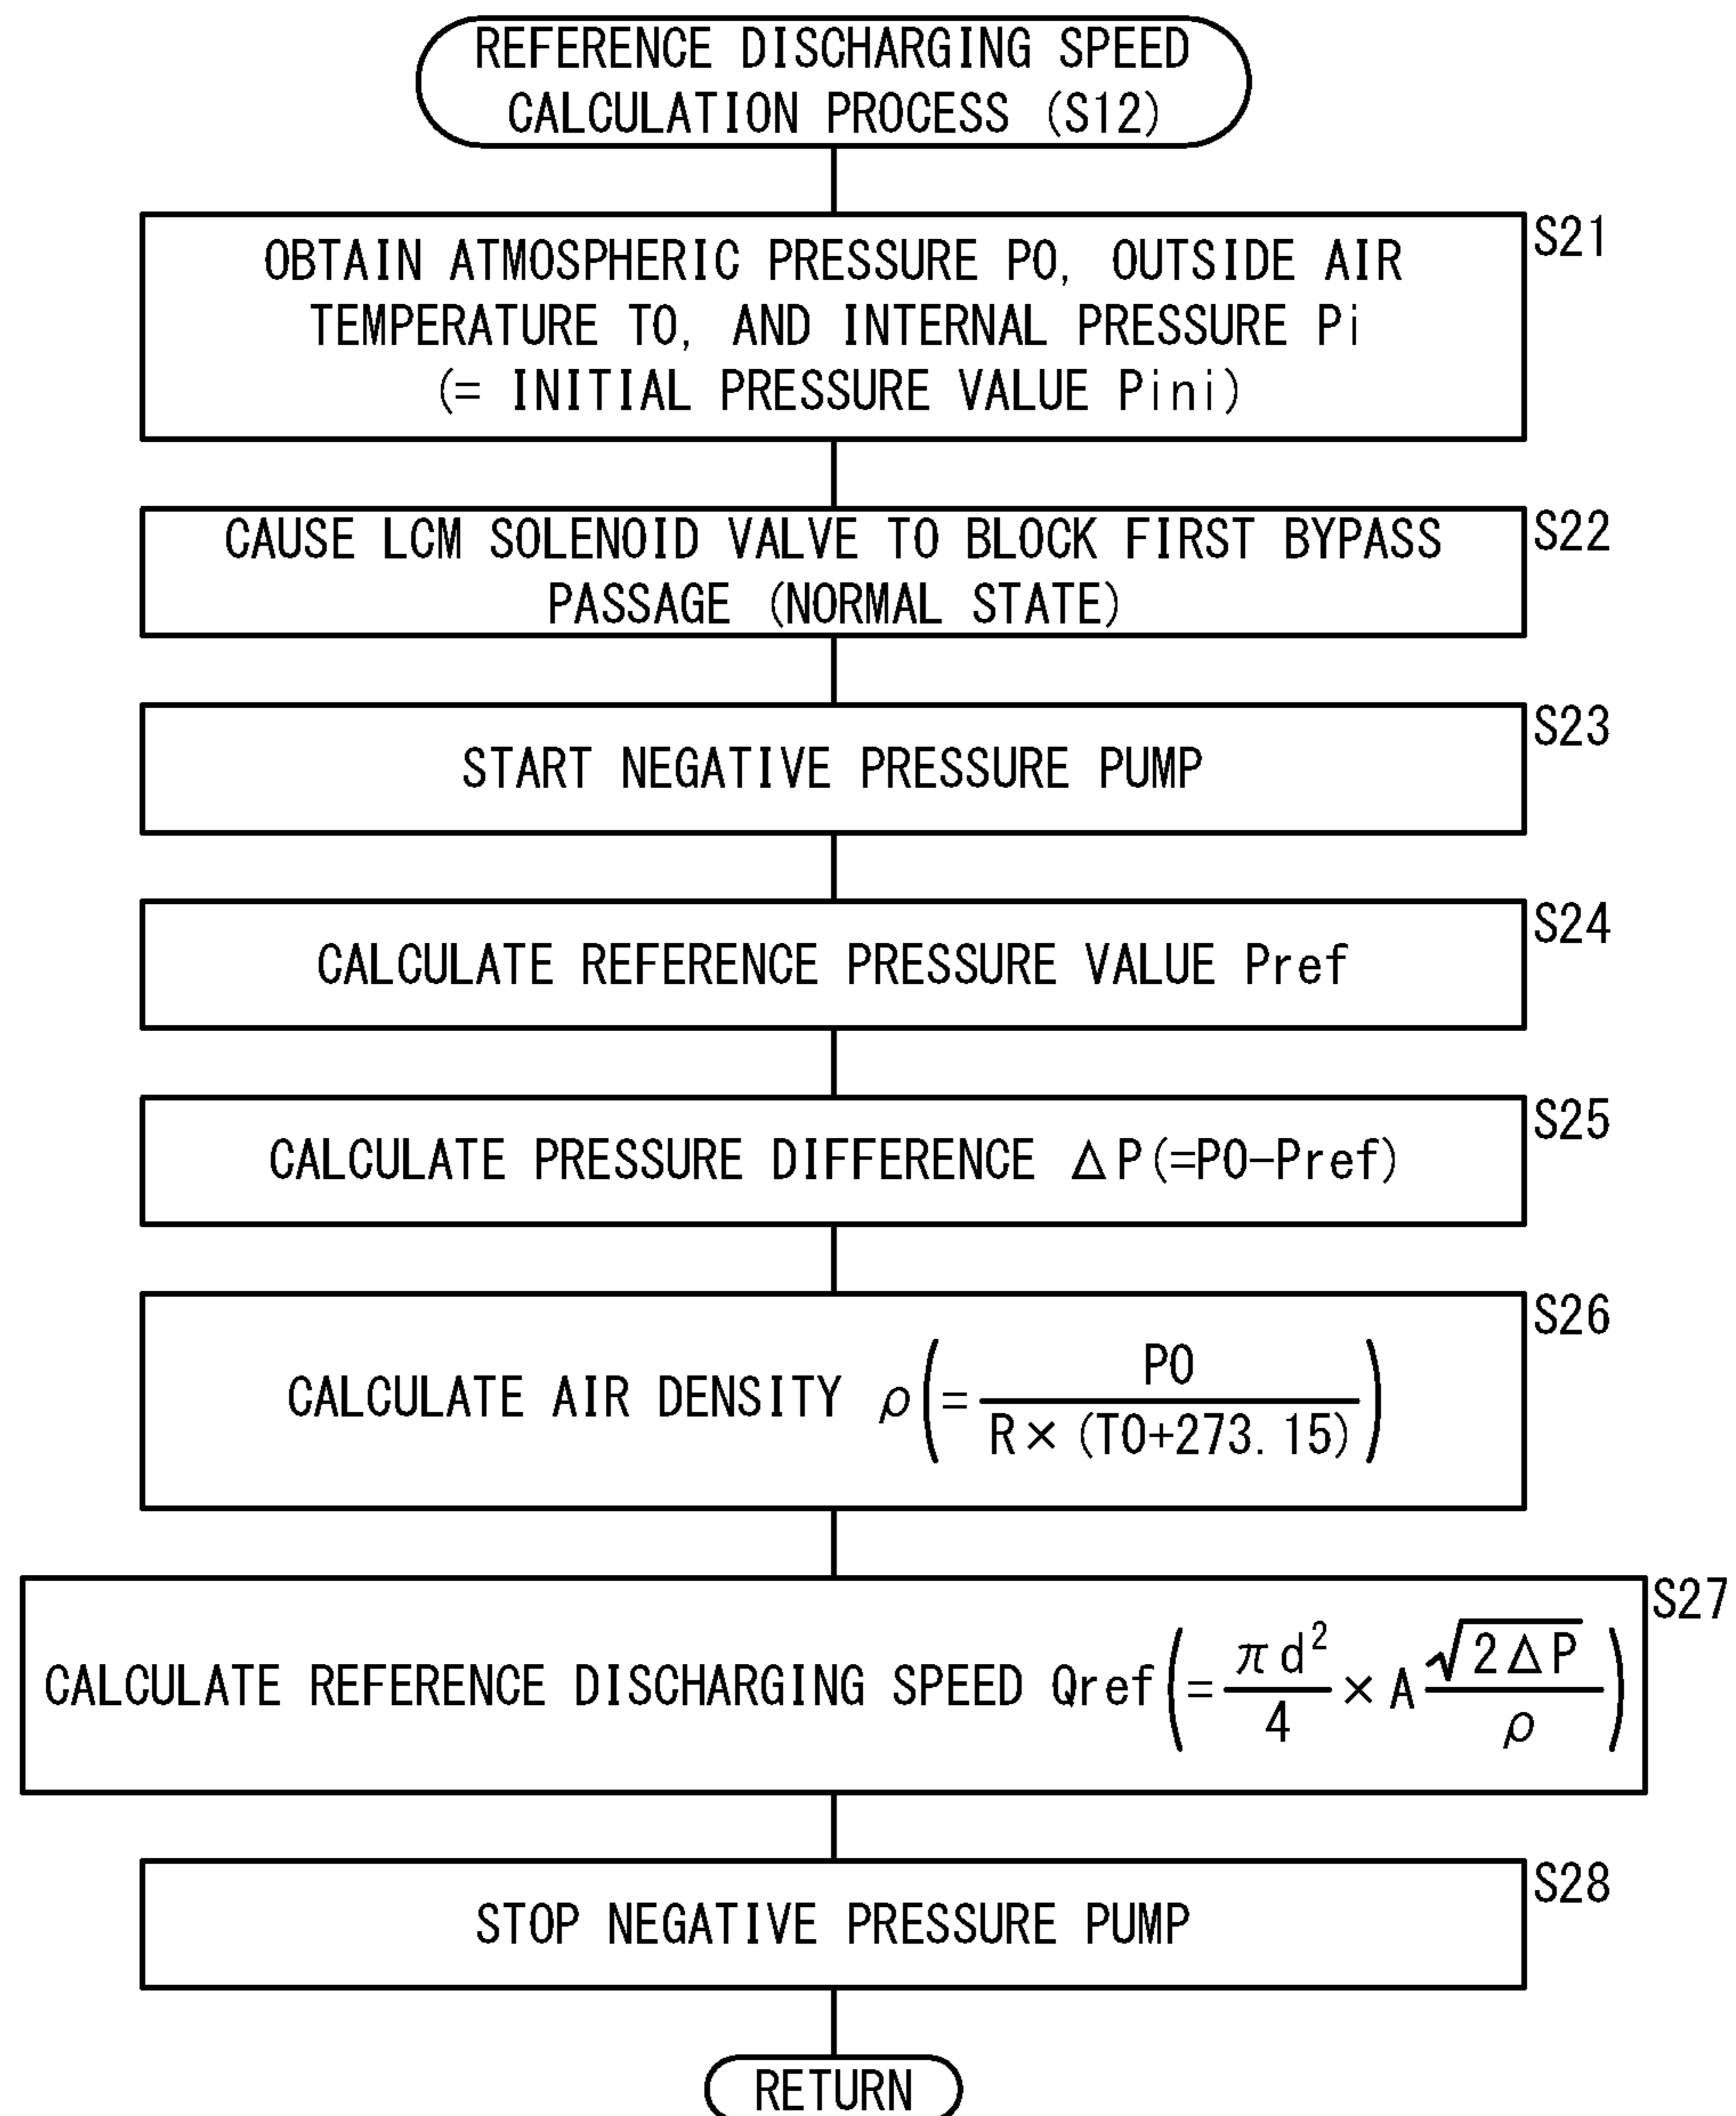 REFERENCE DISCHARGING SPEED
CALCULATION PROCESS (S12)
S21
OBTAIN ATMOSPHERIC PRESSURE P0, OUTSIDE AIR
TEMPERATURE T0, AND INTERNAL PRESSURE Pi
(= INITIAL PRESSURE VALUE Pini)
S22
CAUSE LCM SOLENOID VALVE TO BLOCK FIRST BYPASS
PASSAGE (NORMAL STATE)
S23
START NEGATIVE PRESSURE PUMP
S24
CALCULATE REFERENCE PRESSURE VALUE Pref
S25
CALCULATE PRESSURE DIFFERENCE ΔP(=P0-Pref)
S26
CALCULATE AIR DENSITY ρ(= P0 / R×(T0+273.15))
S27
CALCULATE REFERENCE DISCHARGING SPEED Qref(= πd² / 4 × A √2ΔP / ρ)
S28
STOP NEGATIVE PRESSURE PUMP
RETURN